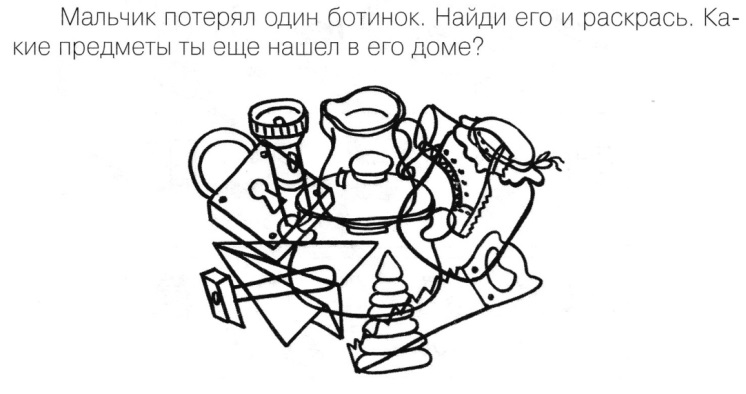 Мальчик потерял один ботинок. Найди его и раскрась. Ка-
кие предметы ты еще нашел в его доме?